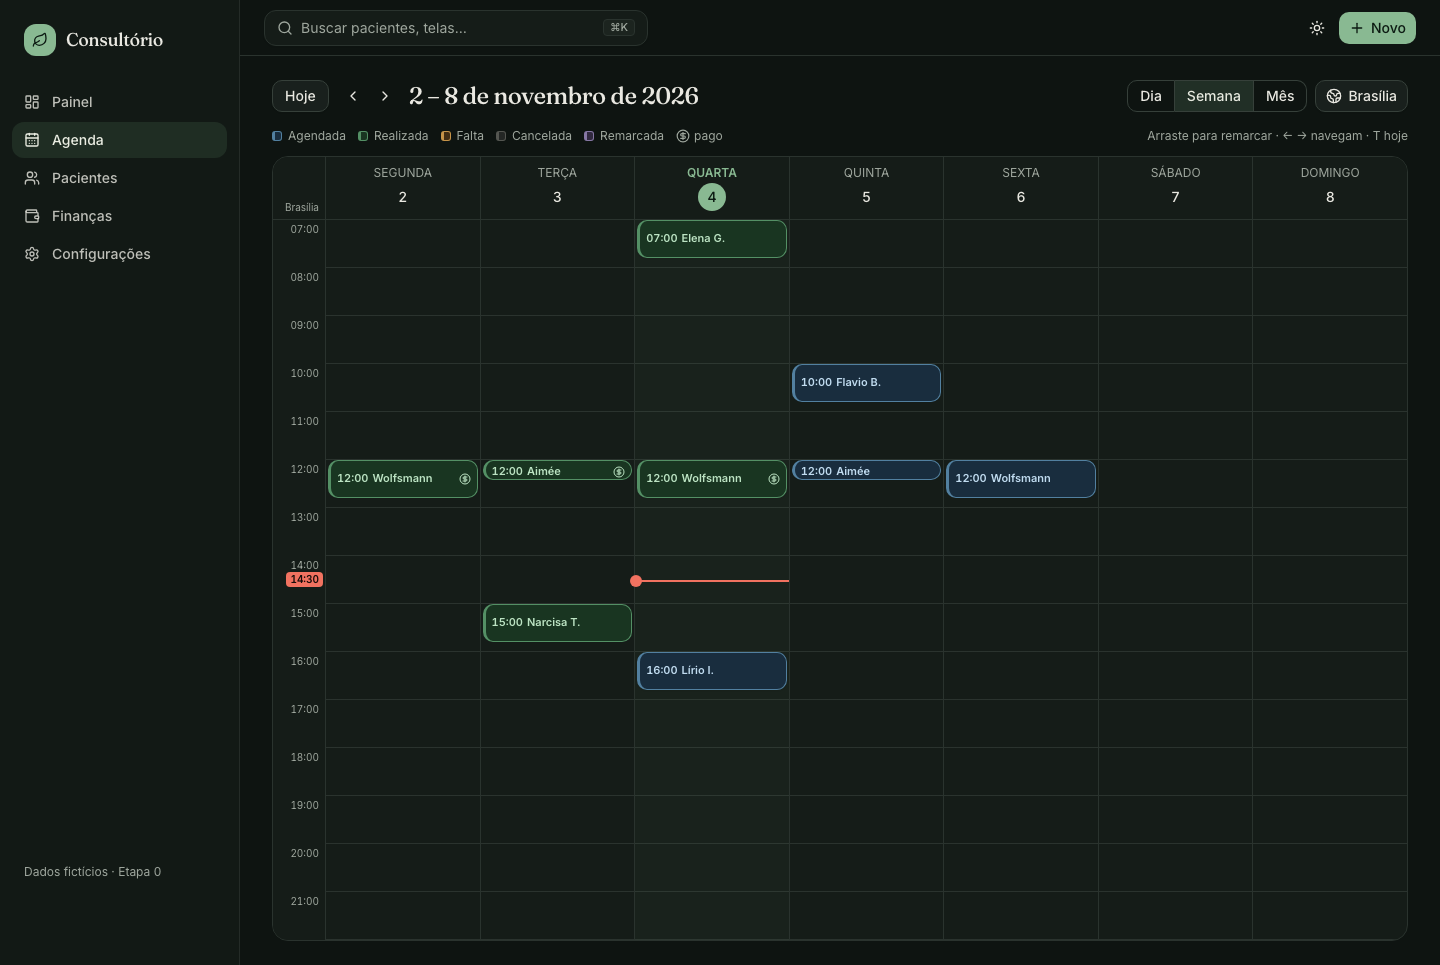 Consultório
Buscar pacientes, telas...
⌘K
Novo
Painel
Agenda
Pacientes
Finanças
Configurações
Dados fictícios · Etapa 0
Hoje
2 – 8 de novembro de 2026
Dia
Semana
Mês
Brasília
Agendada
Realizada
Falta
Cancelada
Remarcada
pago
Arraste para remarcar · ← → navegam · T hoje
Brasília
SEGUNDA
2
TERÇA
3
QUARTA
4
QUINTA
5
SEXTA
6
SÁBADO
7
DOMINGO
8
07:00
07:00 Elena G.
08:00
09:00
10:00
10:00 Flavio B.
11:00
12:00
12:00 Wolfsmann
12:00 Aimée
12:00 Wolfsmann
12:00 Aimée
12:00 Wolfsmann
13:00
14:00
14:30
15:00
15:00 Narcisa T.
16:00
16:00 Lírio I.
17:00
18:00
19:00
20:00
21:00